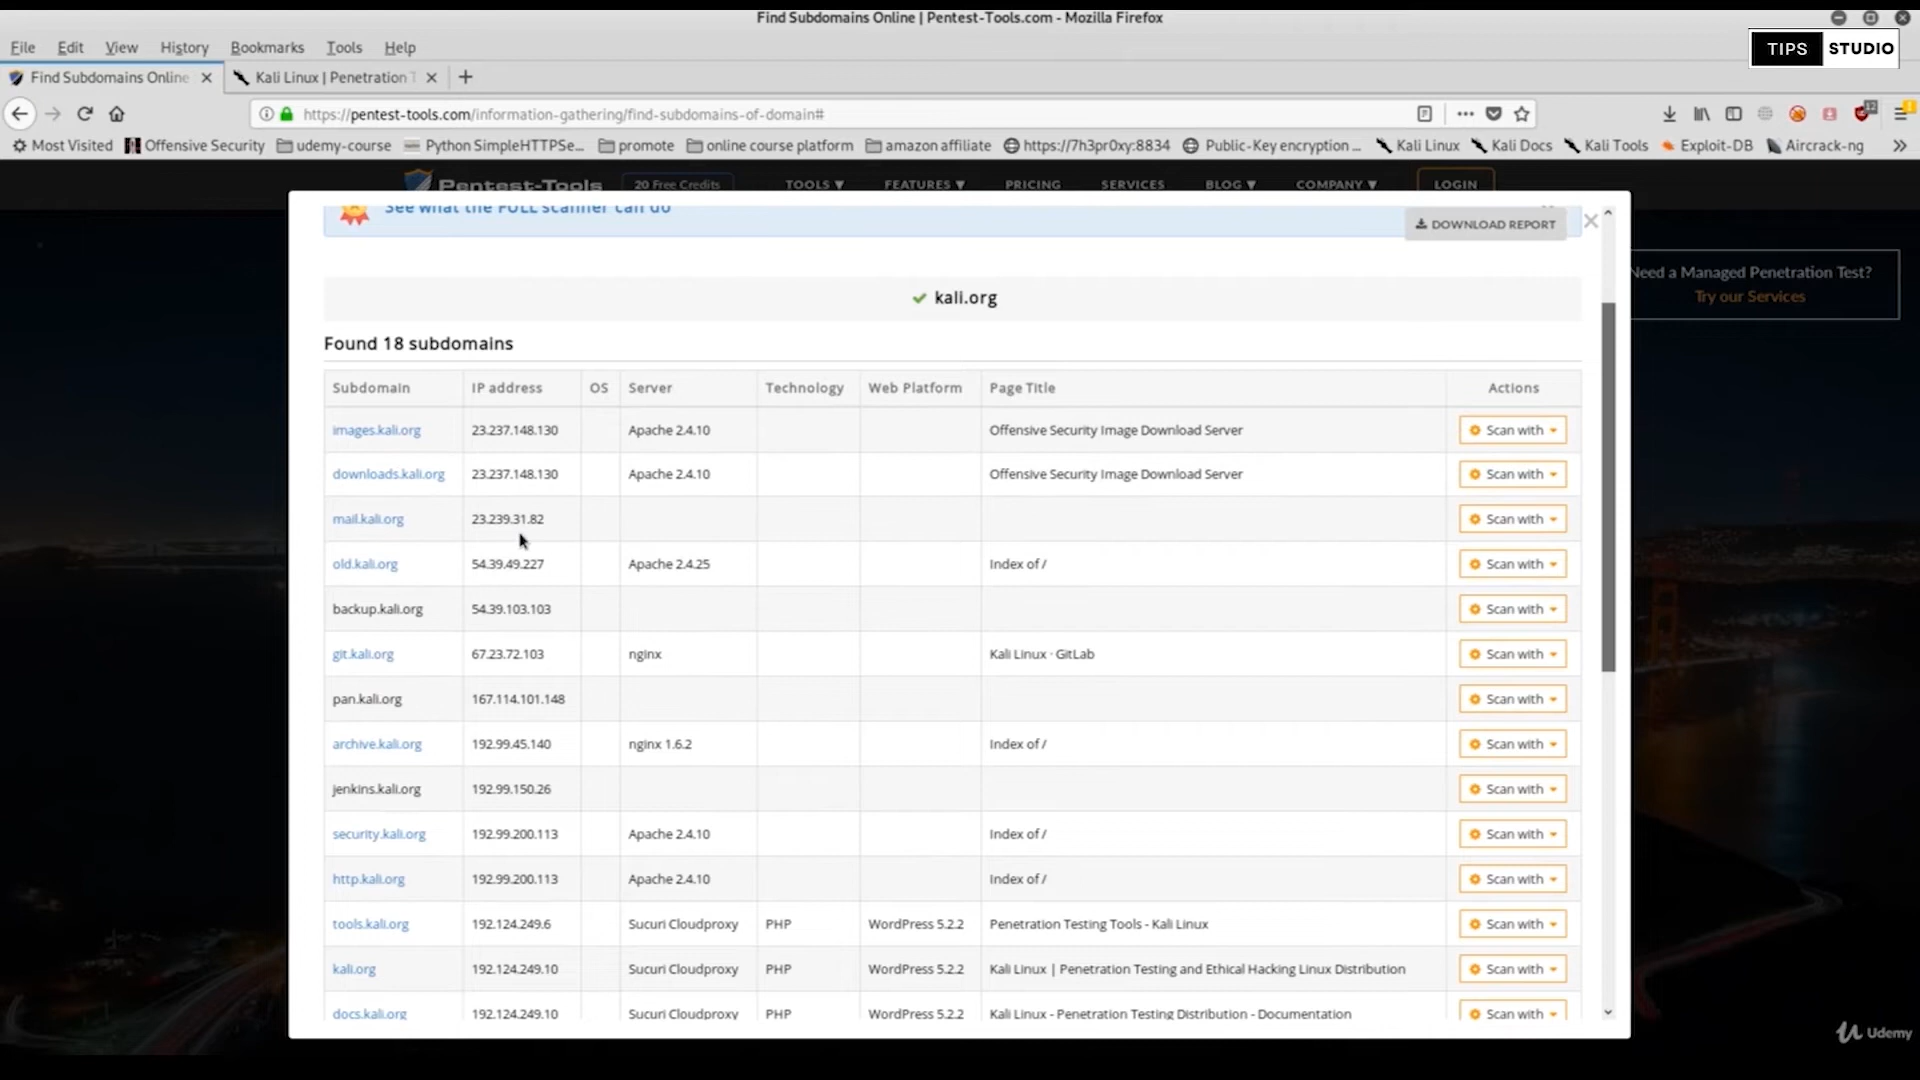 Find Subdomains Online | Pentest-Tools.com - Mozilla Firefox
File Edit View History Bookmarks Tools Help
TIPS STUDIO
Find Subdomains Online
Kali Linux | Penetration T
https://pentest-tools.com/information-gathering/find-subdomains-of-domain#
12
Most Visited Offensive Security udemy-course Python SimpleHTTPSe... promote online course platform amazon affiliate https://7h3pr0xy:8834 Public-Key encryption ... Kali Linux Kali Docs Kali Tools Exploit-DB Aircrack-ng
Pentest-Tools 20 Free Credits TOOLS FEATURES PRICING SERVICES BLOG COMPANY LOGIN
See what the FULL scanner can do
DOWNLOAD REPORT
Need a Managed Penetration Test?
Try our Services
kali.org
Found 18 subdomains
Subdomain IP address OS Server Technology Web Platform Page Title Actions
images.kali.org 23.237.148.130 Apache 2.4.10 Offensive Security Image Download Server Scan with
downloads.kali.org 23.237.148.130 Apache 2.4.10 Offensive Security Image Download Server Scan with
mail.kali.org 23.239.31.82 Scan with
old.kali.org 54.39.49.227 Apache 2.4.25 Index of / Scan with
backup.kali.org 54.39.103.103 Scan with
git.kali.org 67.23.72.103 nginx Kali Linux · GitLab Scan with
pan.kali.org 167.114.101.148 Scan with
archive.kali.org 192.99.45.140 nginx 1.6.2 Index of / Scan with
jenkins.kali.org 192.99.150.26 Scan with
security.kali.org 192.99.200.113 Apache 2.4.10 Index of / Scan with
http.kali.org 192.99.200.113 Apache 2.4.10 Index of / Scan with
tools.kali.org 192.124.249.6 Sucuri Cloudproxy PHP WordPress 5.2.2 Penetration Testing Tools - Kali Linux Scan with
kali.org 192.124.249.10 Sucuri Cloudproxy PHP WordPress 5.2.2 Kali Linux | Penetration Testing and Ethical Hacking Linux Distribution Scan with
docs.kali.org 192.124.249.10 Sucuri Cloudproxy PHP WordPress 5.2.2 Kali Linux - Penetration Testing Distribution - Documentation Scan with
Udemy